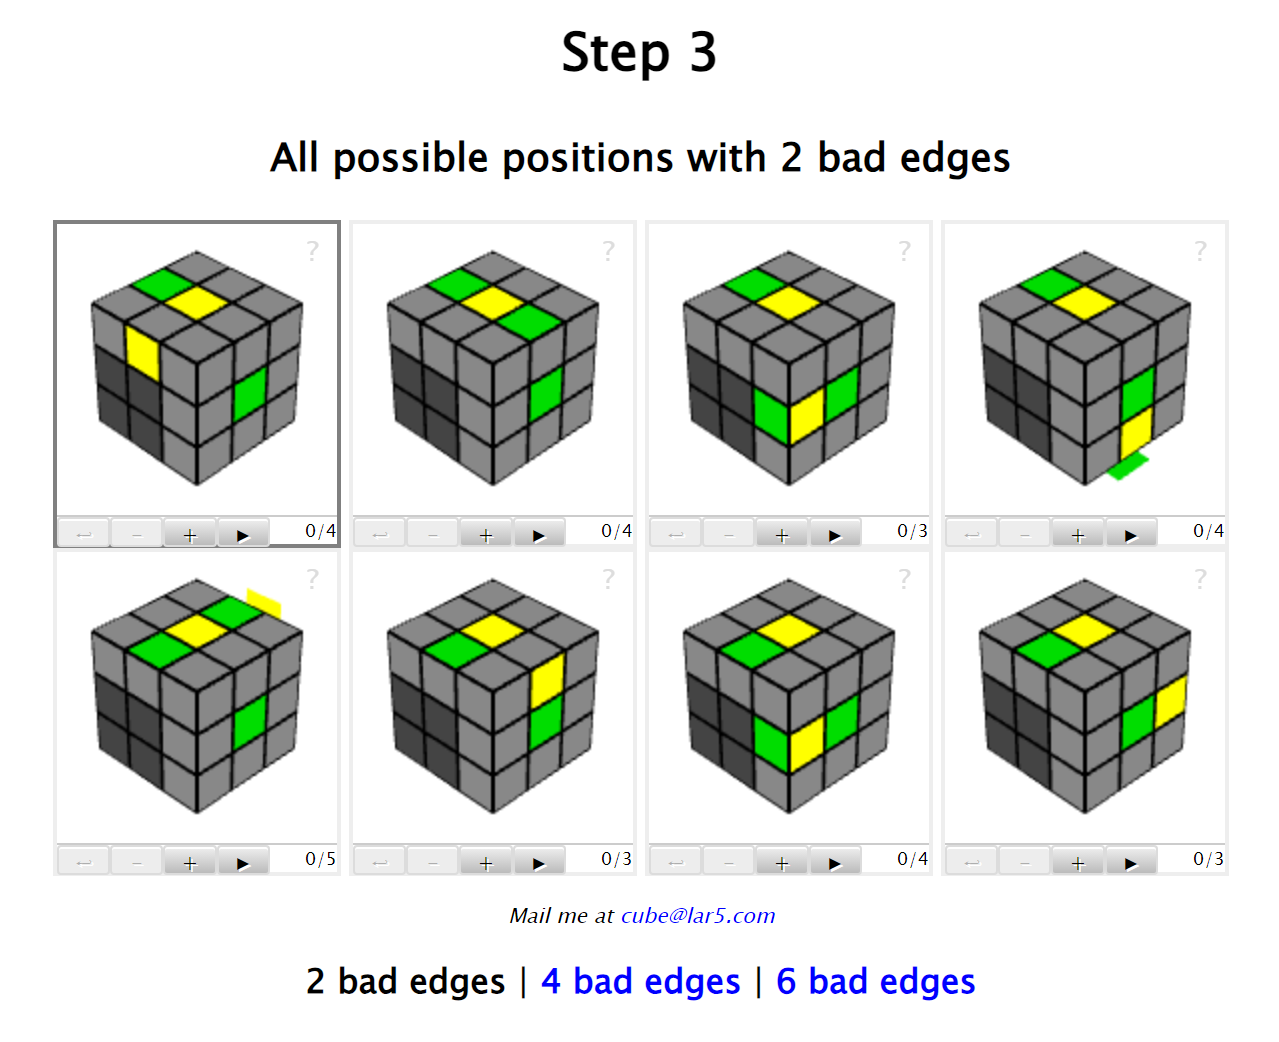 Step 3
All possible positions with 2 bad edges
? ? ? ?
← − + ► 0/4 ← − + ► 0/4 ← − + ► 0/3 ← − + ► 0/4
? ? ? ?
← − + ► 0/5 ← − + ► 0/3 ← − + ► 0/4 ← − + ► 0/3
Mail me at cube@lar5.com
2 bad edges | 4 bad edges | 6 bad edges